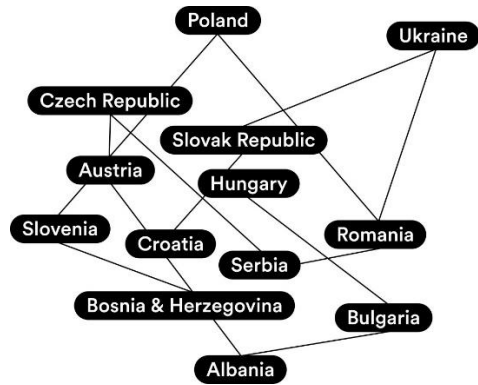 Poland
Ukraine
Czech Republic
Slovak Republic
Austria
Hungary
Slovenia
Croatia
Romania
Serbia
Bosnia & Herzegovina
Bulgaria
Albania